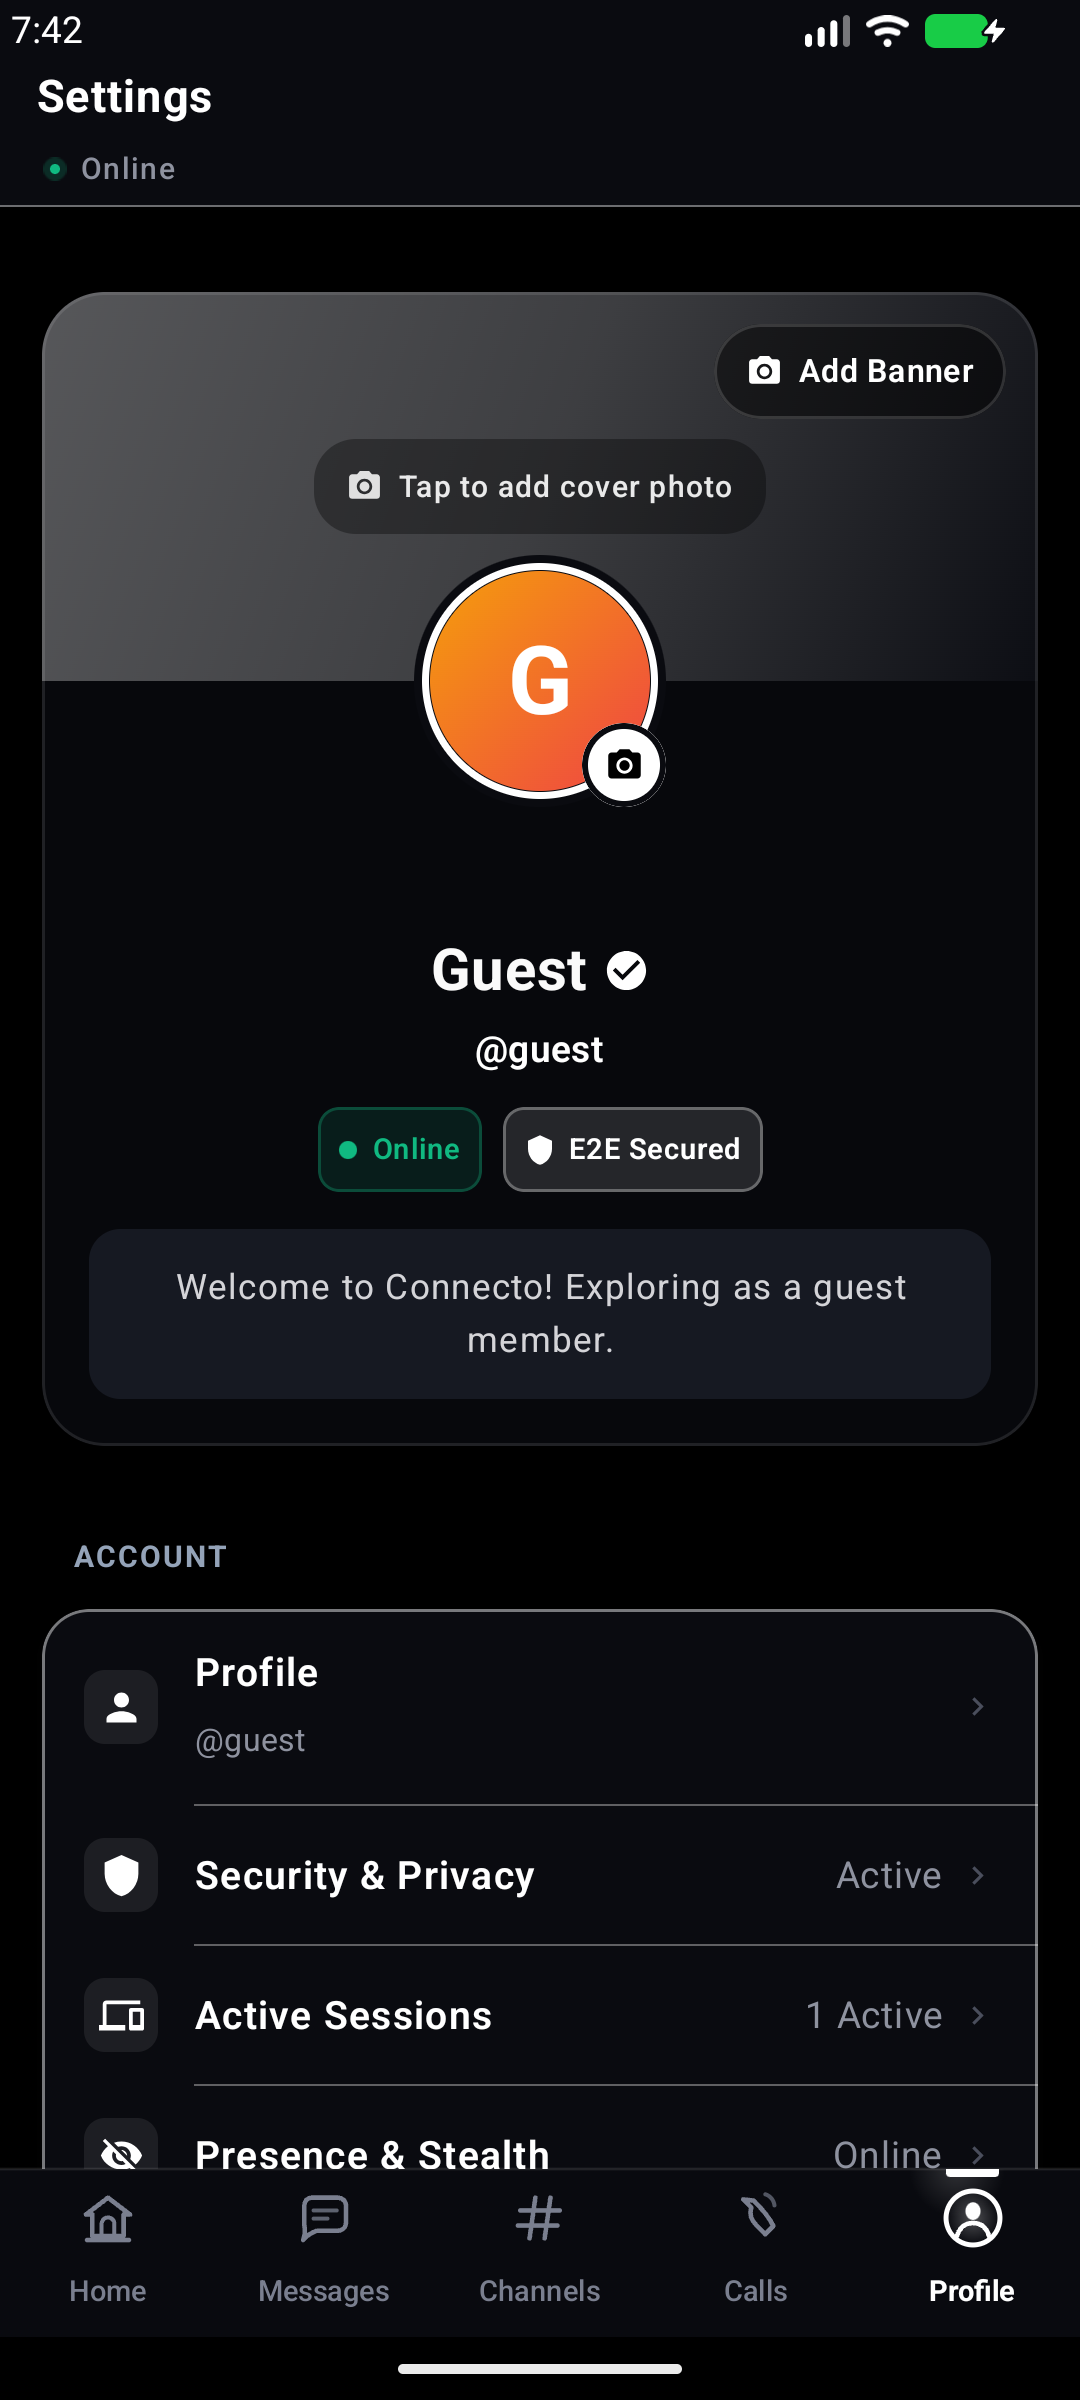 7:42
Settings
Online
Add Banner
Tap to add cover photo
G
Guest
@guest
Online
E2E Secured
Welcome to Connecto! Exploring as a guest
member.
ACCOUNT
Profile
@guest
Security & Privacy
Active
Active Sessions
1 Active
Presence & Stealth
Online
Home
Messages
Channels
Calls
Profile